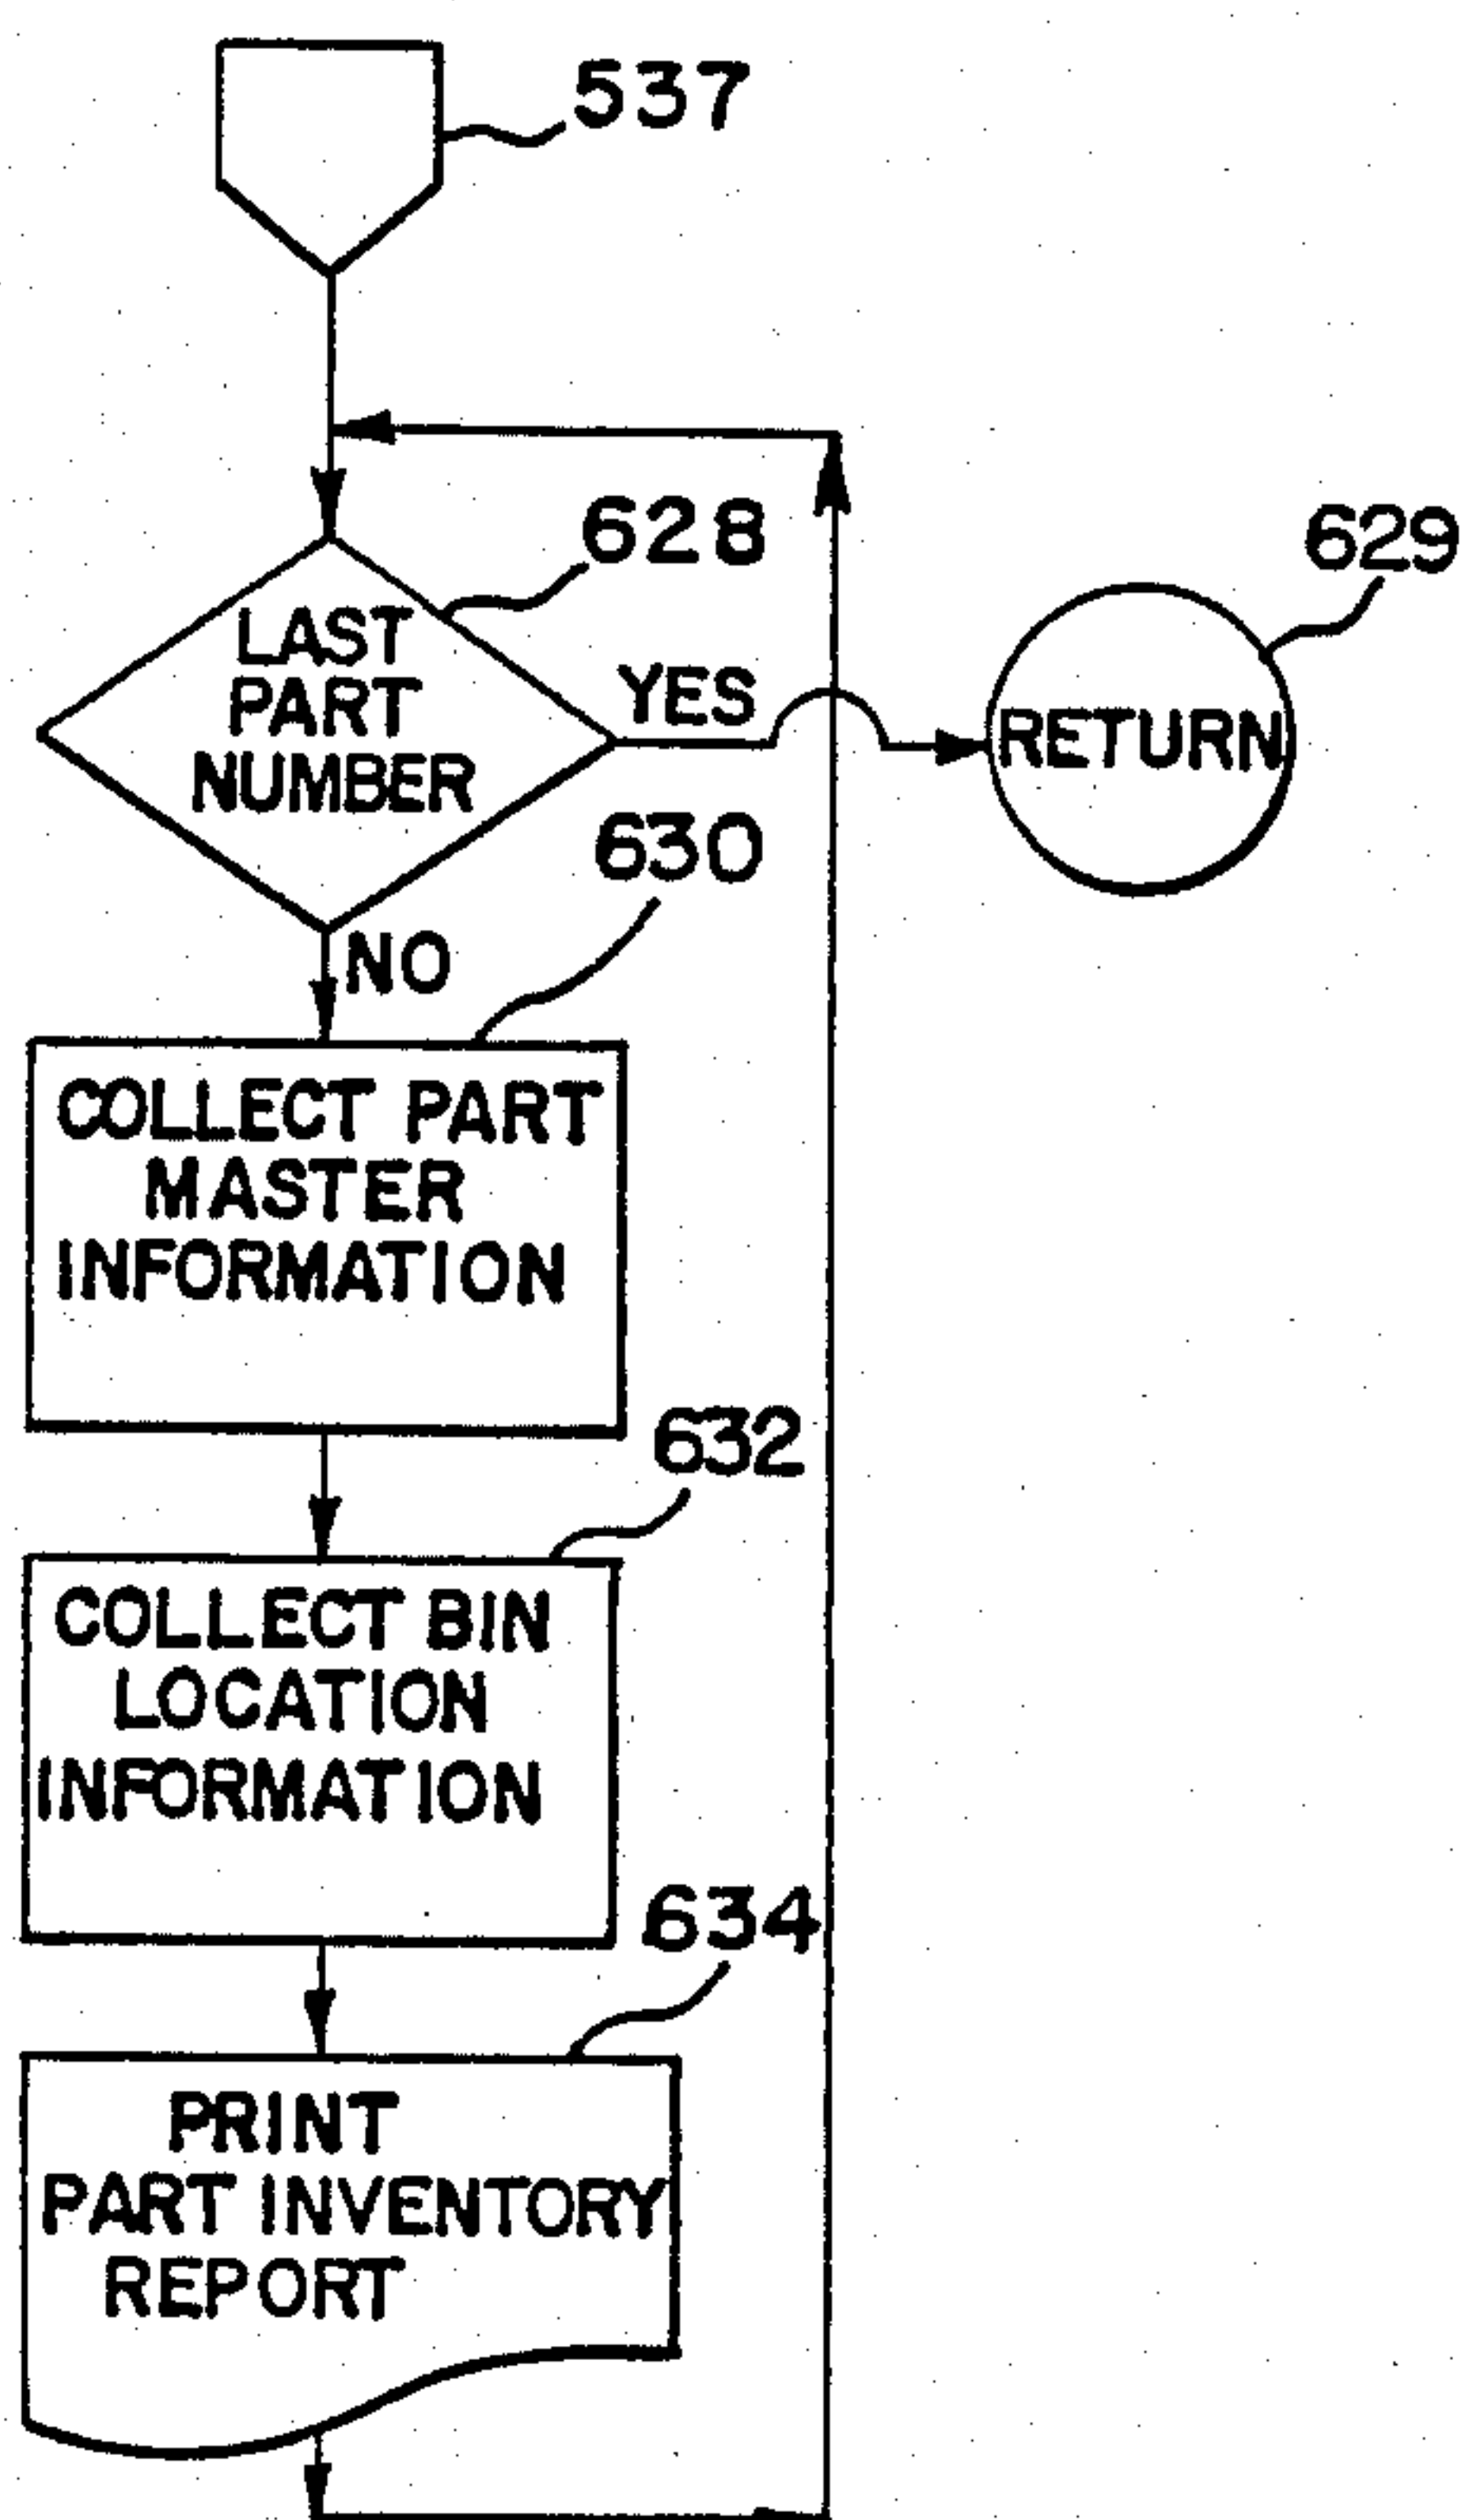 537
628
629
LAST
PART
NUMBER
YES
RETURN
630
NO
COLLECT PART
MASTER
INFORMATION
632
COLLECT BIN
LOCATION
INFORMATION
634
PRINT
PART INVENTORY
REPORT